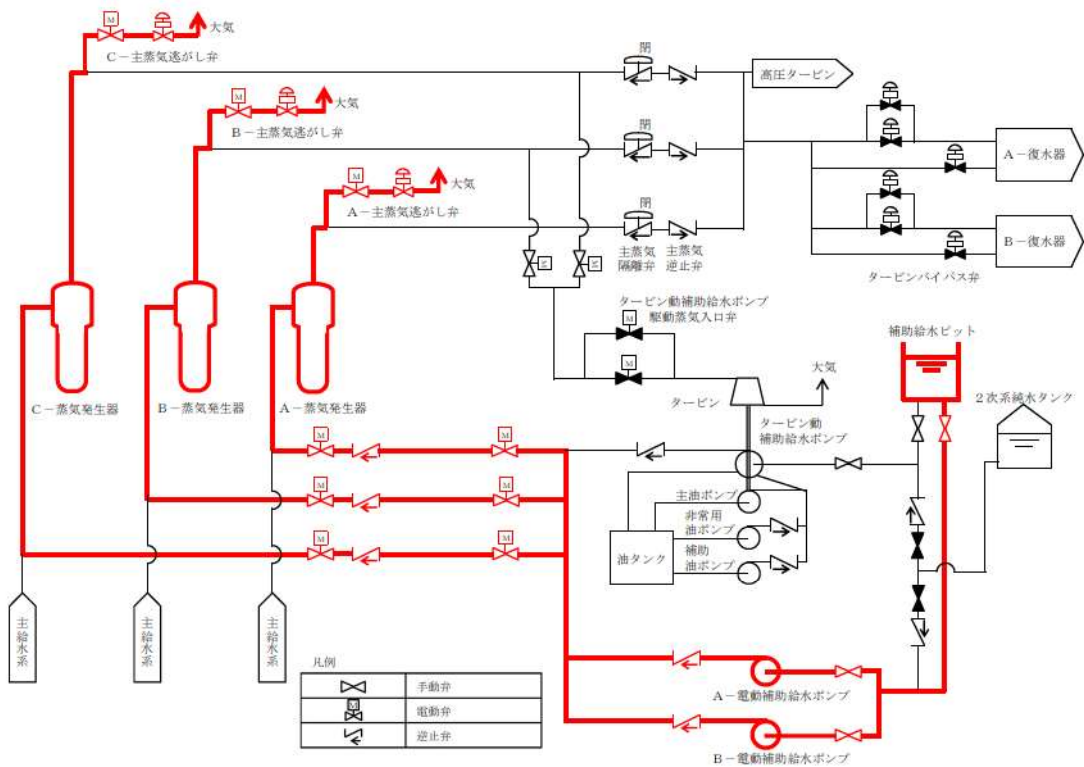 M
大気
C－主蒸気逃がし弁
閉
高圧タービン
M
大気
B－主蒸気逃がし弁
閉
A－復水器
M
大気
A－主蒸気逃がし弁
閉
主蒸気
隔離弁
主蒸気
逆止弁
B－復水器
タービンバイパス弁
M
M
タービン動補助給水ポンプ
駆動蒸気入口弁
M
M
補助給水ピット
大気
タービン
2次系純水タンク
C－蒸気発生器
B－蒸気発生器
A－蒸気発生器
タービン動
補助給水ポンプ
M
M
M
M
M
M
主油ポンプ
非常用
油ポンプ
補助
油ポンプ
油タンク
主給水系
主給水系
主給水系
凡例
手動弁
M
電動弁
逆止弁
A－電動補助給水ポンプ
B－電動補助給水ポンプ